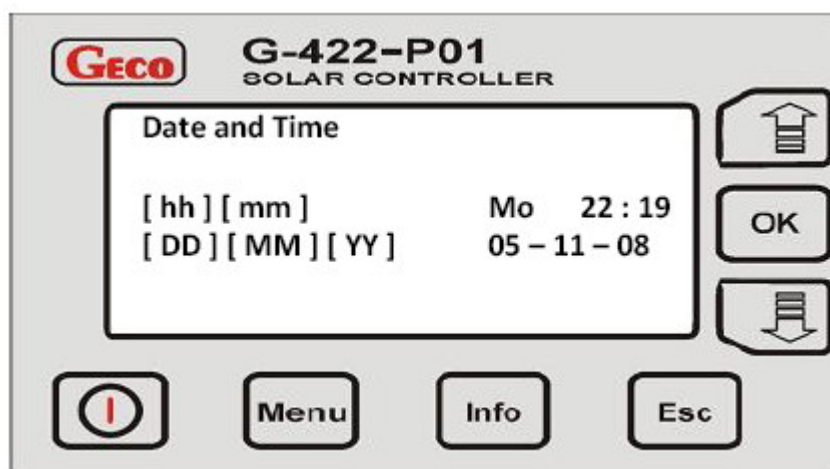 GECO
G-422-P01
SOLAR CONTROLLER
Date and Time
[ hh ] [ mm ] Mo 22 : 19
[ DD ] [ MM ] [ YY ] 05 – 11 – 08
OK
Menu
Info
Esc